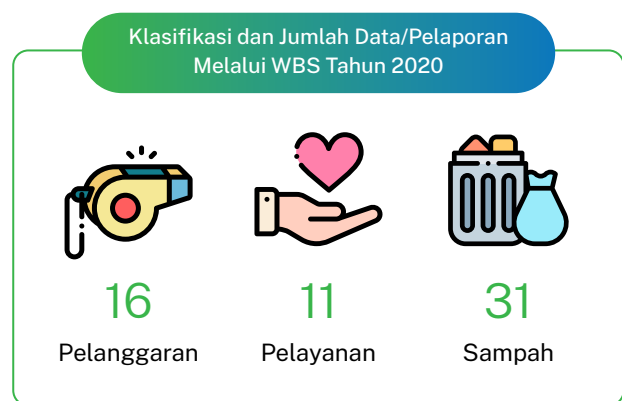 Klasifikasi dan Jumlah Data/Pelaporan
Melalui WBS Tahun 2020
16
11
31
Pelanggaran
Pelayanan
Sampah